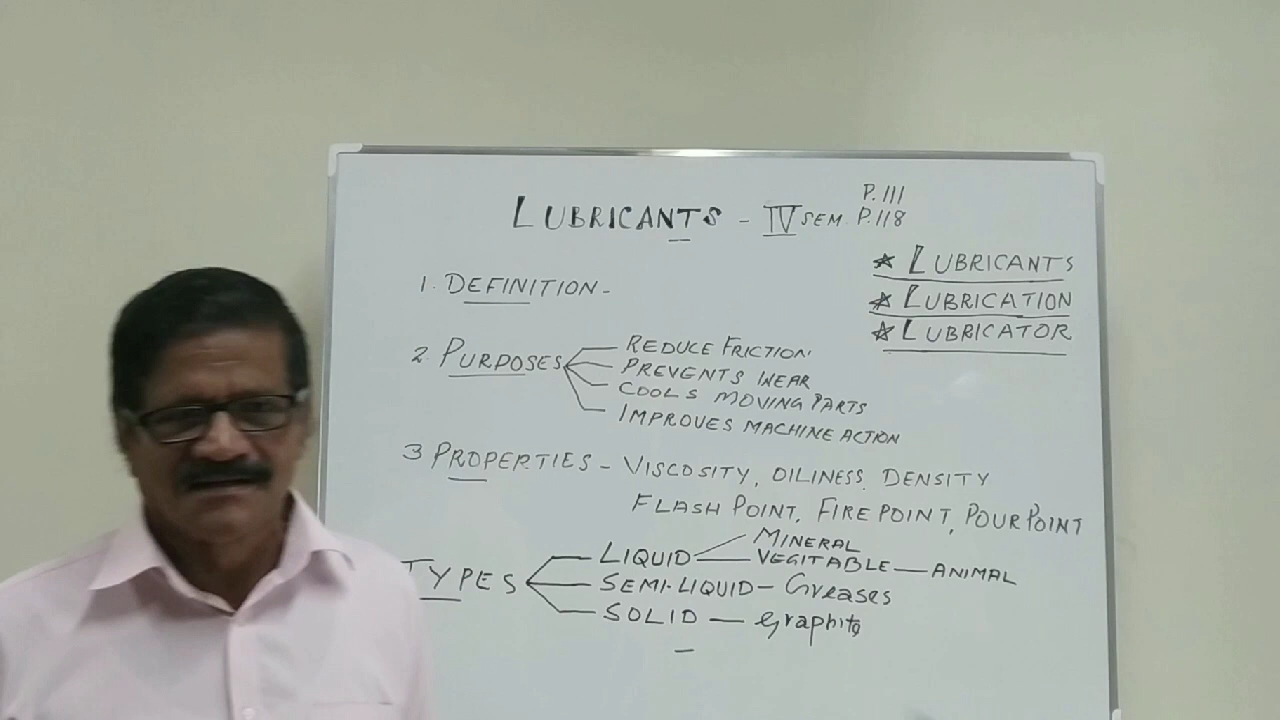 P.111
LUBRICANTS - IV SEM. P.118
* LUBRICANTS
* LUBRICATION
* LUBRICATOR
1. DEFINITION-
2. PURPOSES
REDUCE FRICTION
PREVENTS WEAR
COOLS MOVING PARTS
IMPROVES MACHINE ACTION
3 PROPERTIES - VISCOSITY, OILINESS, DENSITY
FLASH POINT, FIRE POINT, POUR POINT
TYPES
LIQUID
MINERAL
VEGITABLE — ANIMAL
SEMI-LIQUID - Greases
SOLID — graphite